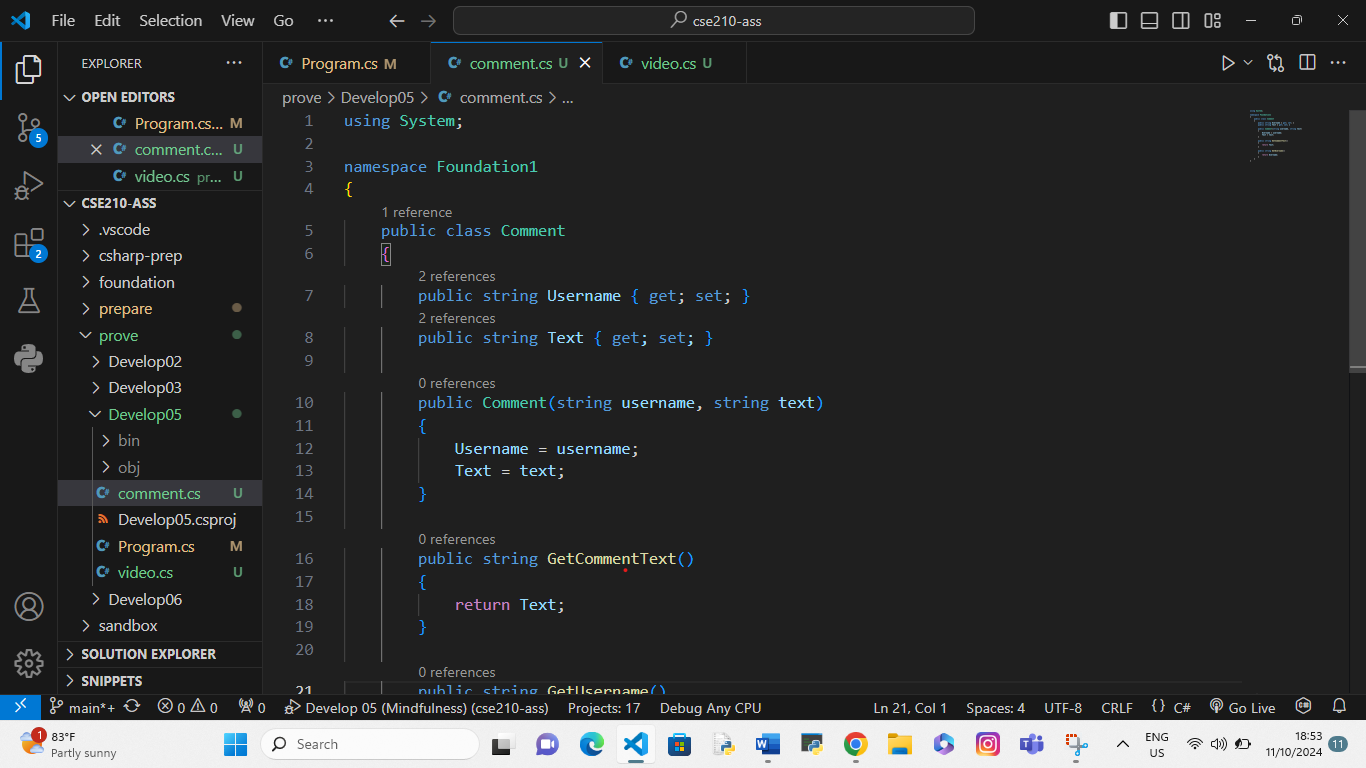 File Edit Selection View Go ··· cse210-ass
EXPLORER ···
OPEN EDITORS
Program.cs... M
comment.c... U
video.cs pr... U
CSE210-ASS
.vscode
csharp-prep
foundation
prepare
prove
Develop02
Develop03
Develop05
bin
obj
comment.cs U
Develop05.csproj
Program.cs M
video.cs U
Develop06
sandbox
SOLUTION EXPLORER
SNIPPETS
5
2
Program.cs M comment.cs U video.cs U
prove > Develop05 > comment.cs > ...
1 using System;
2
3 namespace Foundation1
4 {
1 reference
5 public class Comment
6 {
2 references
7 public string Username { get; set; }
2 references
8 public string Text { get; set; }
9
0 references
10 public Comment(string username, string text)
11 {
12 Username = username;
13 Text = text;
14 }
15
0 references
16 public string GetCommentText()
17 {
18 return Text;
19 }
20
0 references
21 public string GetUsername()
main*+ 0 0 0 Develop 05 (Mindfulness) (cse210-ass) Projects: 17 Debug Any CPU Ln 21, Col 1 Spaces: 4 UTF-8 CRLF {} C# Go Live
1 83°F
Partly sunny
Search
ENG
US
18:53
11/10/2024
11